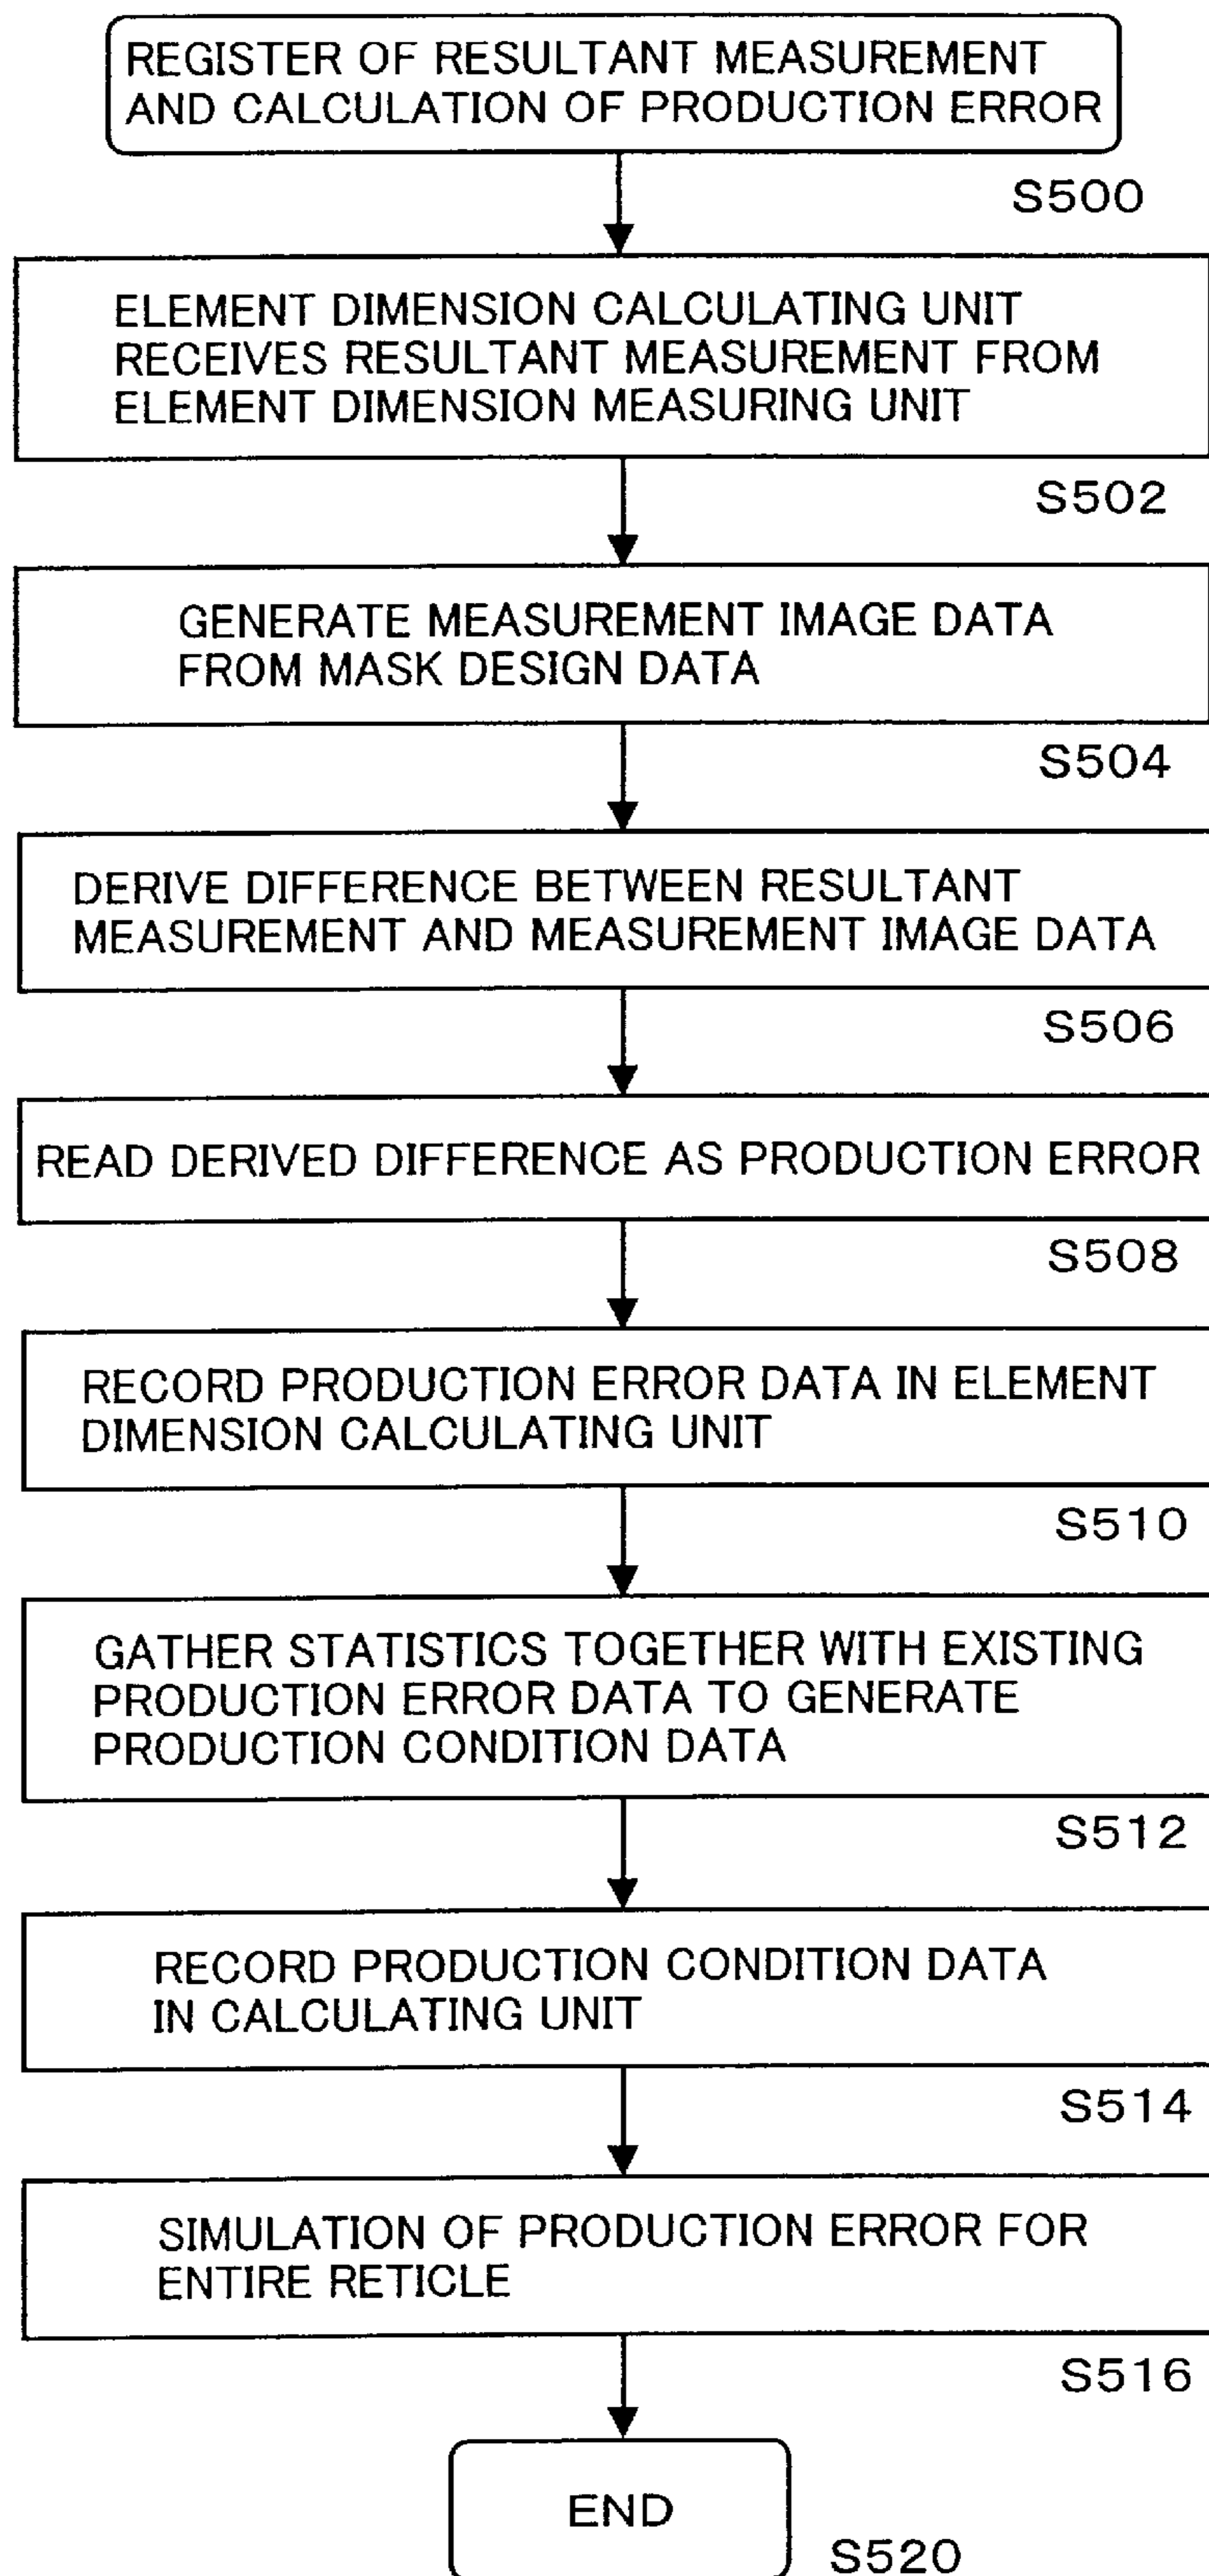 REGISTER OF RESULTANT MEASUREMENT
AND CALCULATION OF PRODUCTION ERROR
S500
ELEMENT DIMENSION CALCULATING UNIT
RECEIVES RESULTANT MEASUREMENT FROM
ELEMENT DIMENSION MEASURING UNIT
S502
GENERATE MEASUREMENT IMAGE DATA
FROM MASK DESIGN DATA
S504
DERIVE DIFFERENCE BETWEEN RESULTANT
MEASUREMENT AND MEASUREMENT IMAGE DATA
S506
READ DERIVED DIFFERENCE AS PRODUCTION ERROR
S508
RECORD PRODUCTION ERROR DATA IN ELEMENT
DIMENSION CALCULATING UNIT
S510
GATHER STATISTICS TOGETHER WITH EXISTING
PRODUCTION ERROR DATA TO GENERATE
PRODUCTION CONDITION DATA
S512
RECORD PRODUCTION CONDITION DATA
IN CALCULATING UNIT
S514
SIMULATION OF PRODUCTION ERROR FOR
ENTIRE RETICLE
S516
END
S520